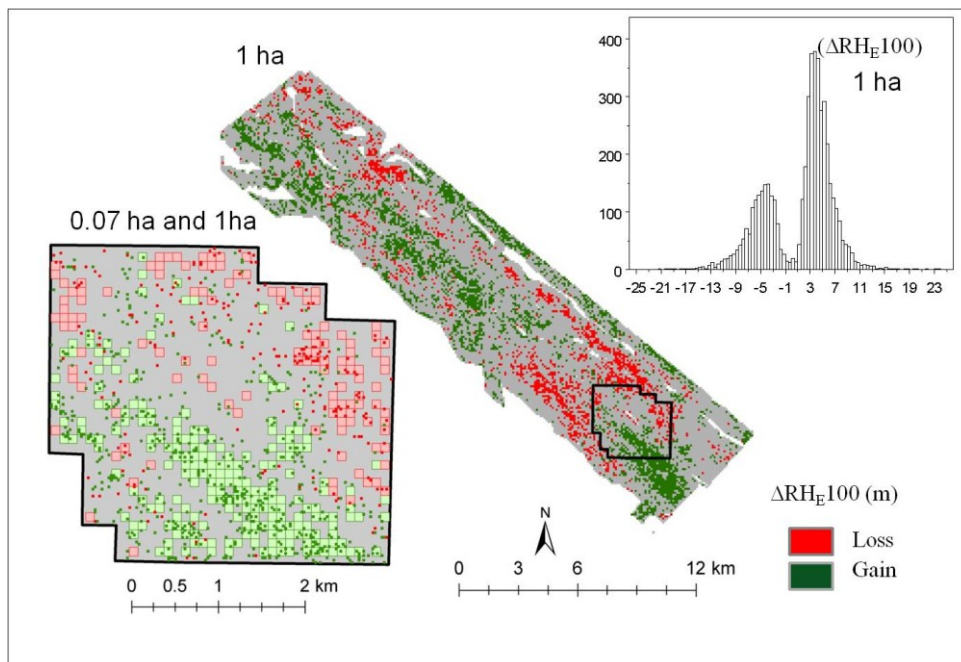 1 ha
(ΔRH_E100)
1 ha
400
300
200
100
0
-25 -21 -17 -13 -9 -5 -1 3 7 11 15 19 23
0.07 ha and 1ha
ΔRH_E100 (m)
Loss
Gain
N
0 3 6 12 km
0 0.5 1 2 km